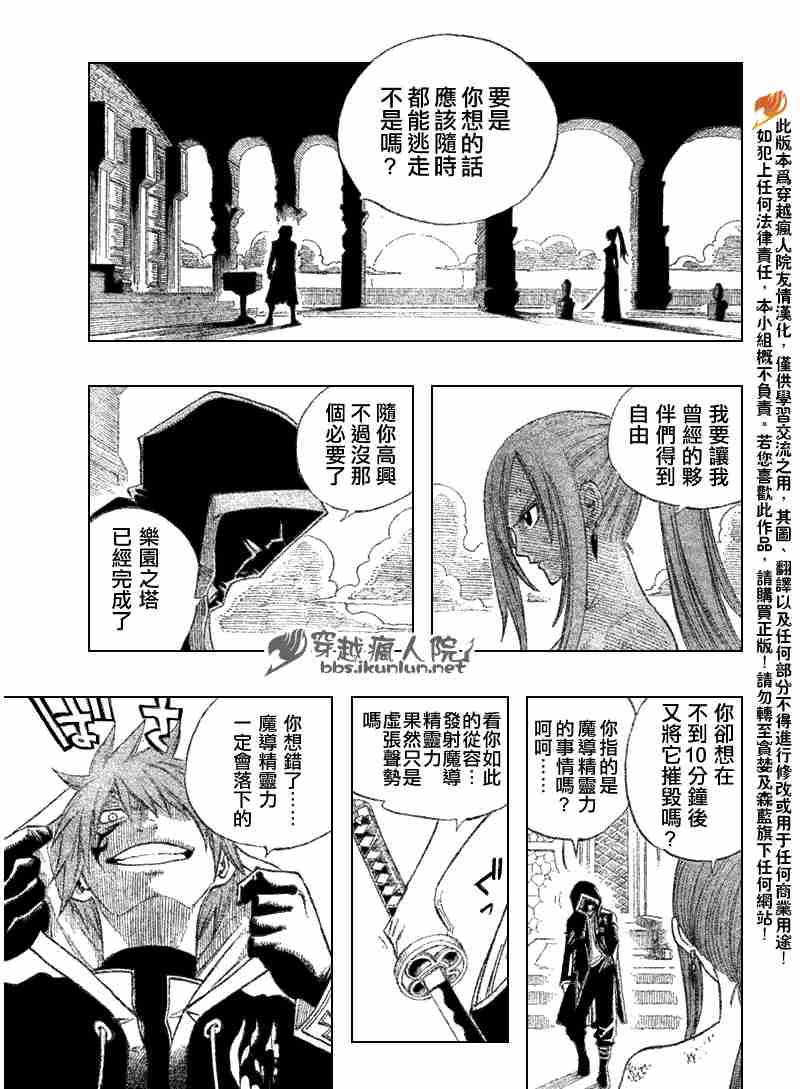 要是
你想的話
應該隨時
都能逃走
不是嗎？
我要讓我
曾經的夥
伴們得到
自由
隨你高興
不過沒那
個必要了
樂園之塔
已經完成了
你卻想在
不到10分鐘後
又將它摧毀嗎？
你指的是
魔導精靈力
的事情嗎？
呵呵……
看你如此
的從容…
發射魔導
精靈力
果然只是
虛張聲勢
嗎
你想錯了……
魔導精靈力
一定會落下的
ばさ
穿越瘋人院
bbs.ikunlun.net
此版本爲穿越瘋人院友情漢化，僅供學習交流之用，其圖、翻譯以及任何部分不得進行修改或用于任何商業用途！
如犯上任何法律責任，本小組概不負責。若您喜歡此作品，請購買正版！請勿轉至貪婪及森藍旗下任何網站！